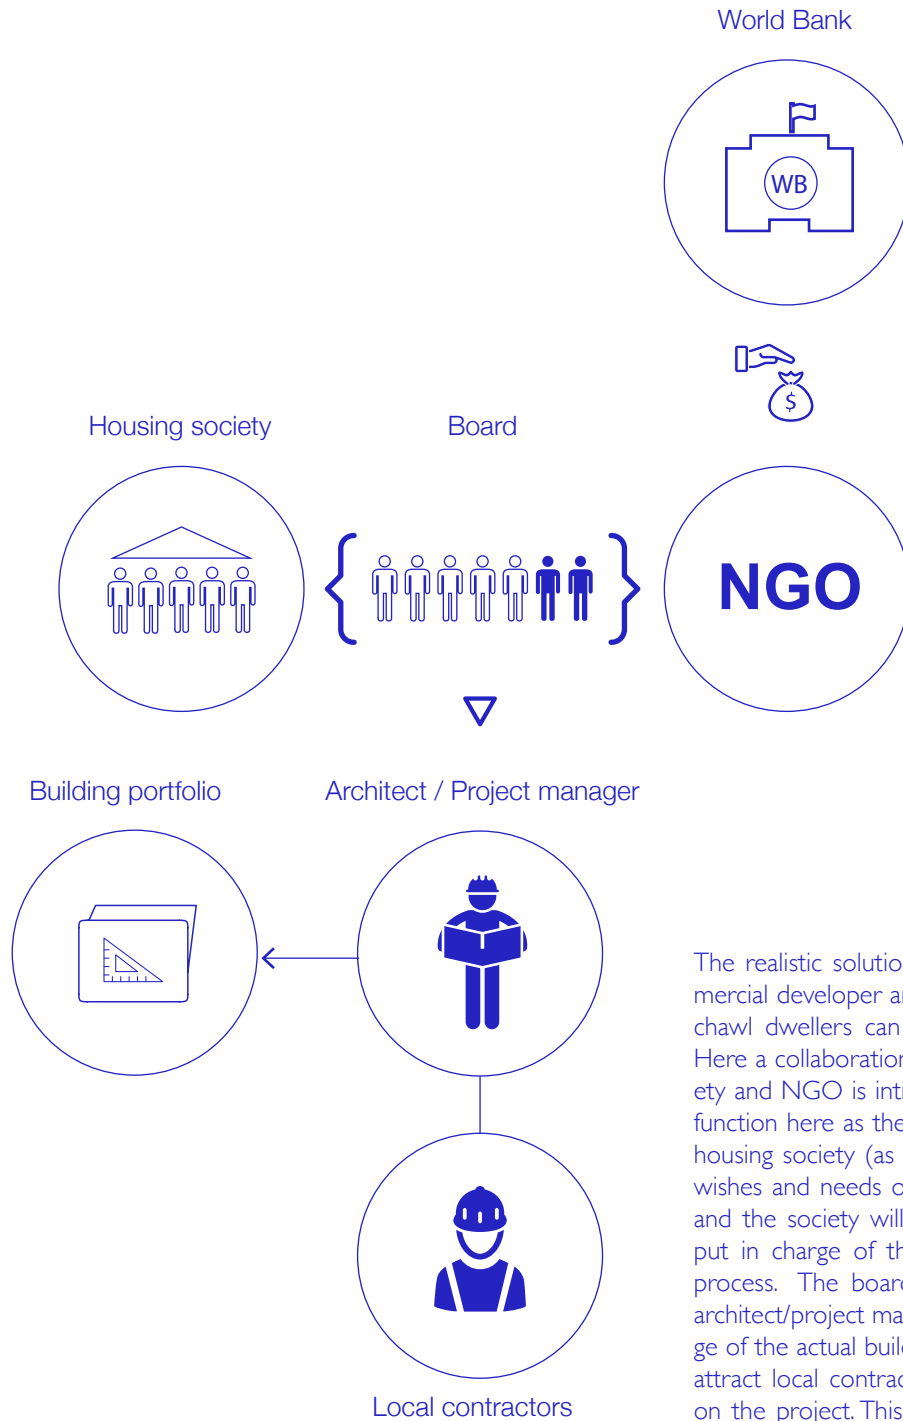 World Bank
WB
$
Housing society
Board
NGO
Building portfolio
Architect / Project manager
Local contractors
The realistic solutio
mercial developer a
chawl dwellers can
Here a collaboration
ety and NGO is int
function here as the
housing society (as
wishes and needs o
and the society will
put in charge of th
process. The boar
architect/project ma
ge of the actual buil
attract local contrac
on the project. This